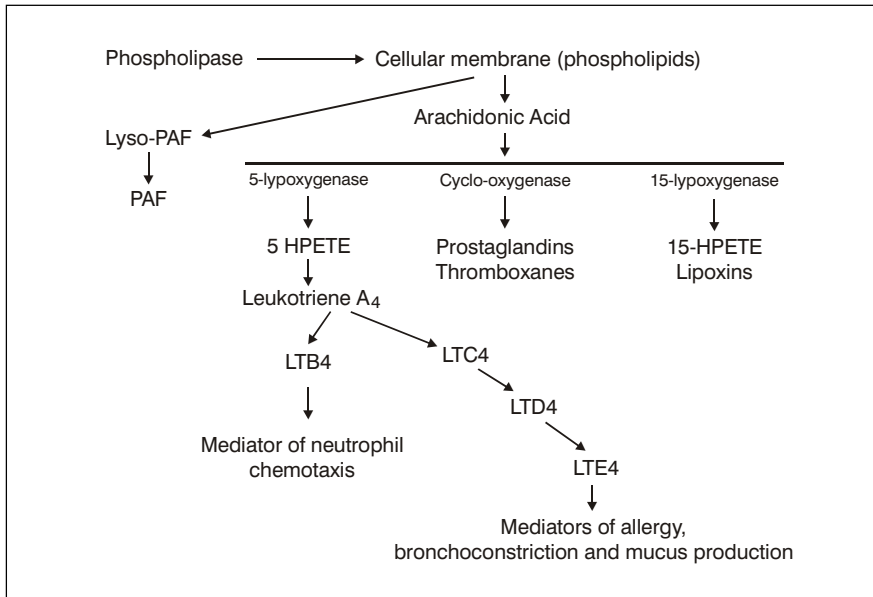 Phospholipase
Cellular membrane (phospholipids)
Arachidonic Acid
Lyso-PAF
PAF
5-lypoxygenase
Cyclo-oxygenase
15-lypoxygenase
5 HPETE
Prostaglandins
Thromboxanes
15-HPETE
Lipoxins
Leukotriene A4
LTB4
LTC4
LTD4
Mediator of neutrophil
chemotaxis
LTE4
Mediators of allergy,
bronchoconstriction and mucus production